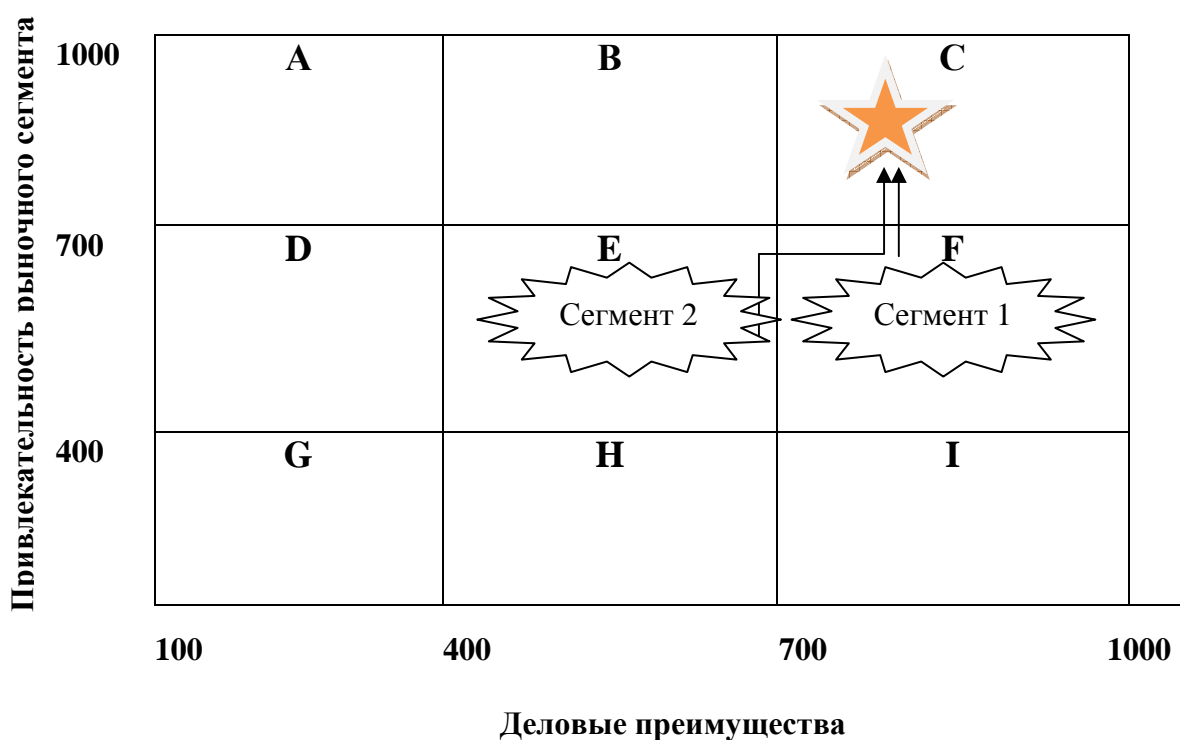 Привлекательность рыночного сегмента
1000
A
B
C
700
D
E
F
Сегмент 2
Сегмент 1
400
G
H
I
100
400
700
1000
Деловые преимущества